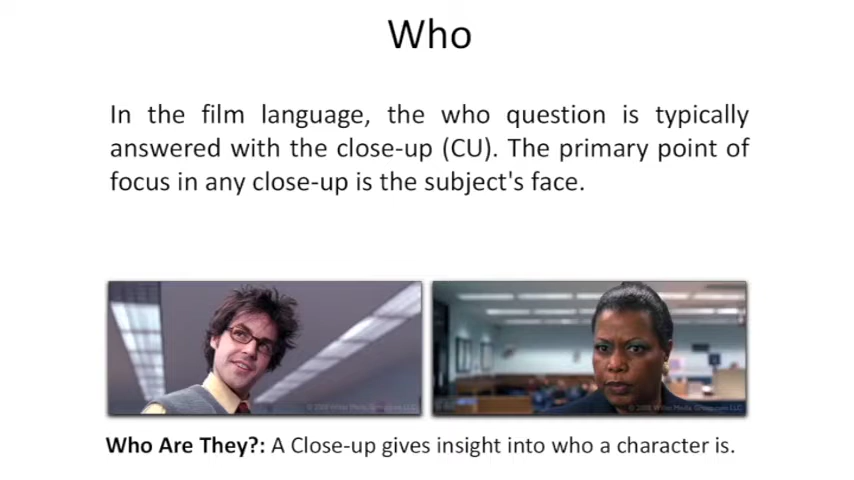 Who
In the film language, the who question is typically
answered with the close-up (CU). The primary point of
focus in any close-up is the subject's face.
Who Are They?: A Close-up gives insight into who a character is.